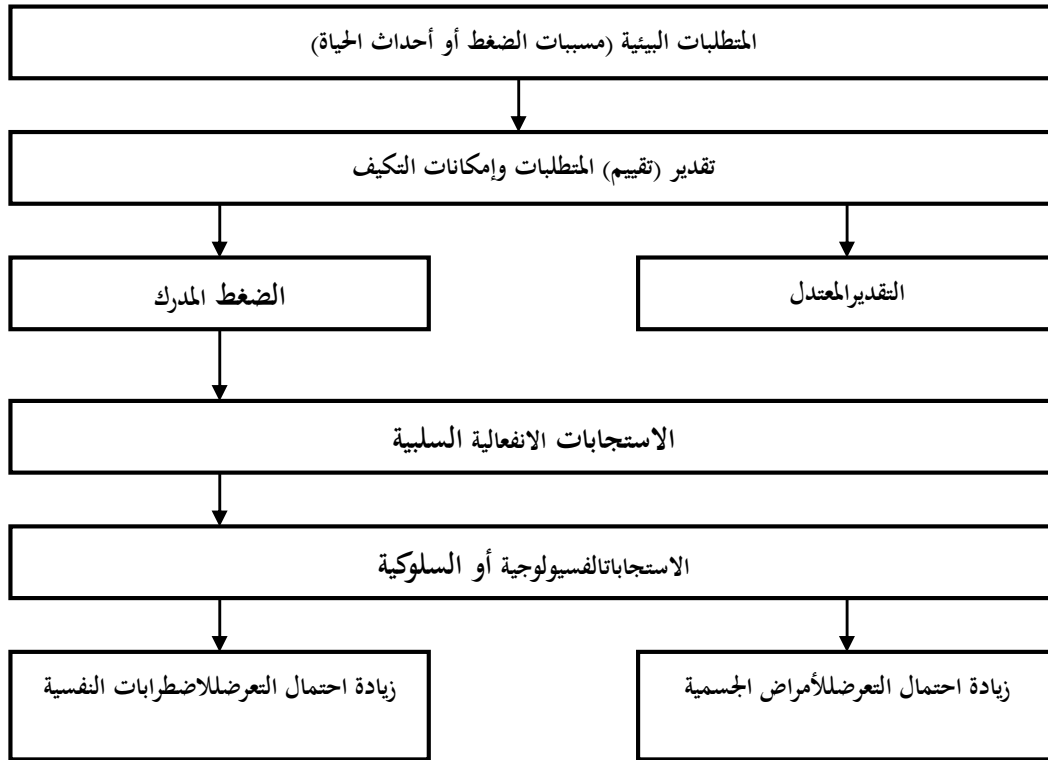 المتطلبات البيئية (مسببات الضغط أو أحداث الحياة)
تقدير (تقييم) المتطلبات وإمكانات التكيف
التقديرالمعتدل
الضغط المدرك
الاستجابات الانفعالية السلبية
الاستجاباتالفسيولوجية أو السلوكية
زيادة احتمال التعرضللأمراض الجسمية
زيادة احتمال التعرضللاضطرابات النفسية